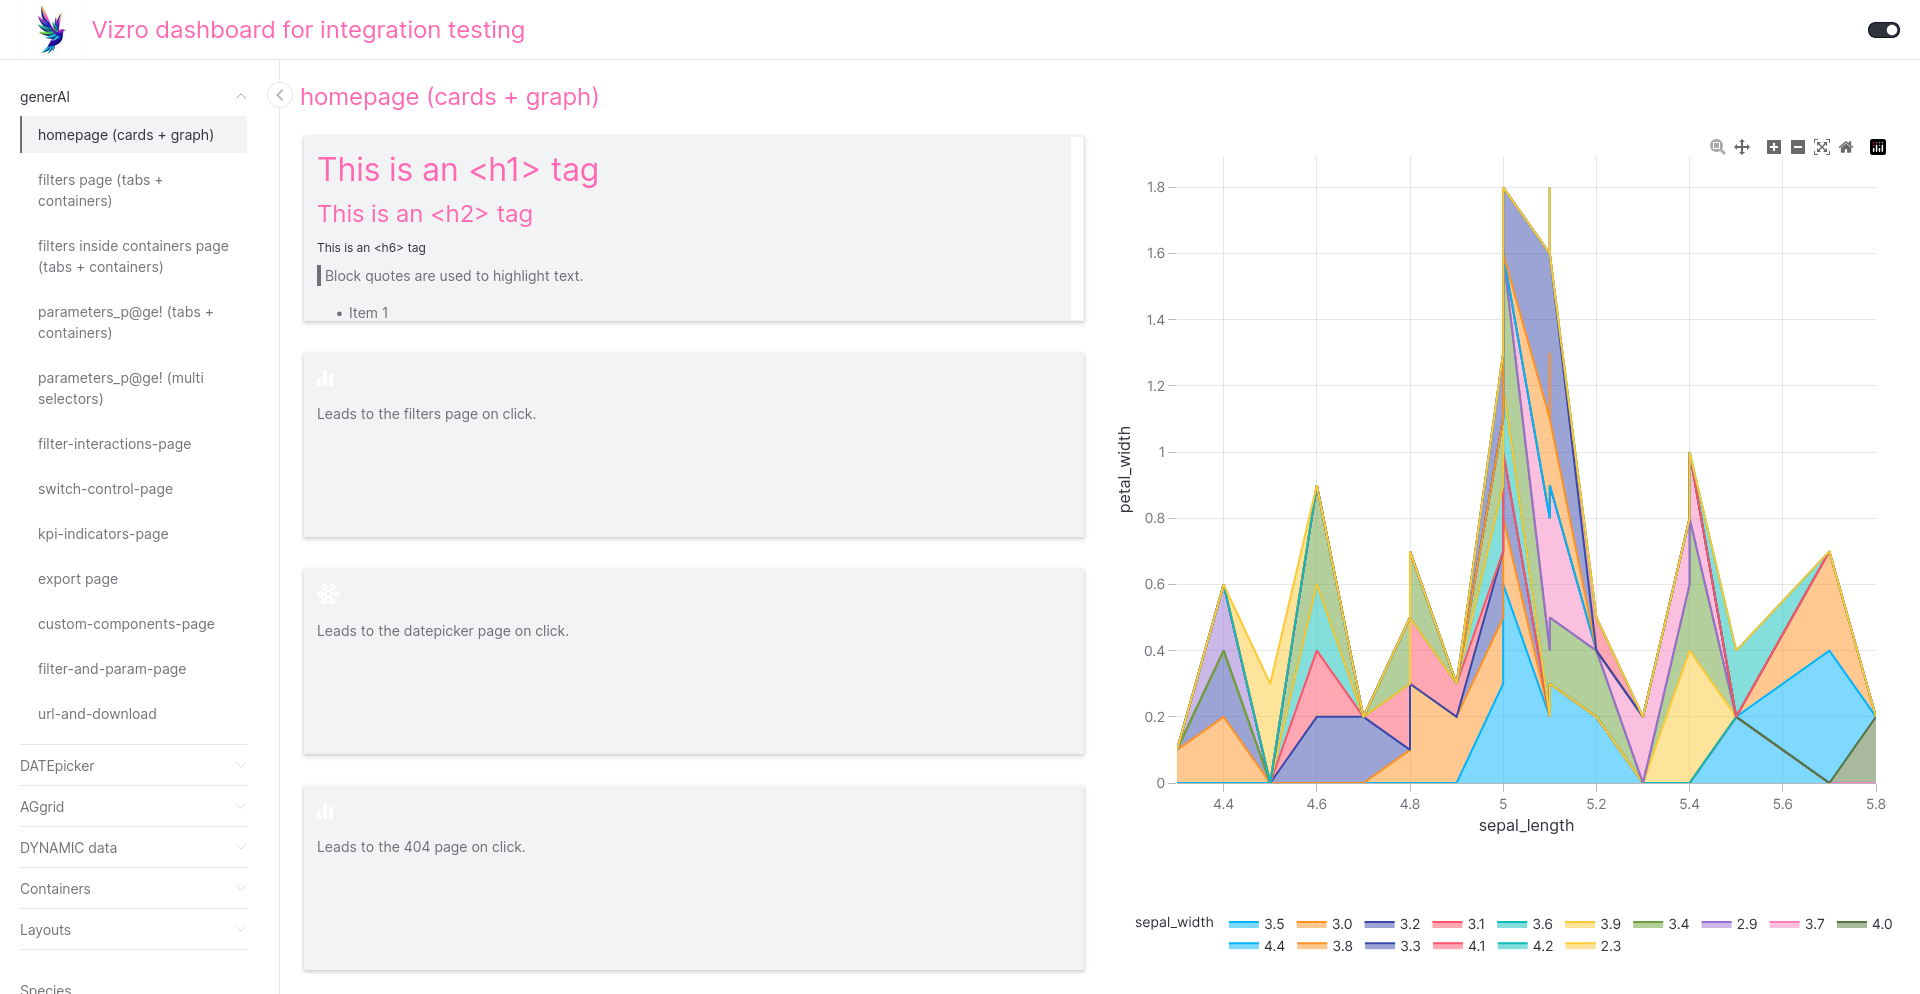 Vizro dashboard for integration testing
generAI
homepage (cards + graph)
filters page (tabs +
containers)
filters inside containers page
(tabs + containers)
parameters_p@ge! (tabs +
containers)
parameters_p@ge! (multi
selectors)
filter-interactions-page
switch-control-page
kpi-indicators-page
export page
custom-components-page
filter-and-param-page
url-and-download
DATEpicker
AGgrid
DYNAMIC data
Containers
Layouts
Species
homepage (cards + graph)
This is an <h1> tag
This is an <h2> tag
This is an <h6> tag
Block quotes are used to highlight text.
• Item 1
Leads to the filters page on click.
Leads to the datepicker page on click.
Leads to the 404 page on click.
petal_width
1.8
1.6
1.4
1.2
1
0.8
0.6
0.4
0.2
0
4.4 4.6 4.8 5 5.2 5.4 5.6 5.8
sepal_length
sepal_width 3.5 3.0 3.2 3.1 3.6 3.9 3.4 2.9 3.7 4.0
4.4 3.8 3.3 4.1 4.2 2.3